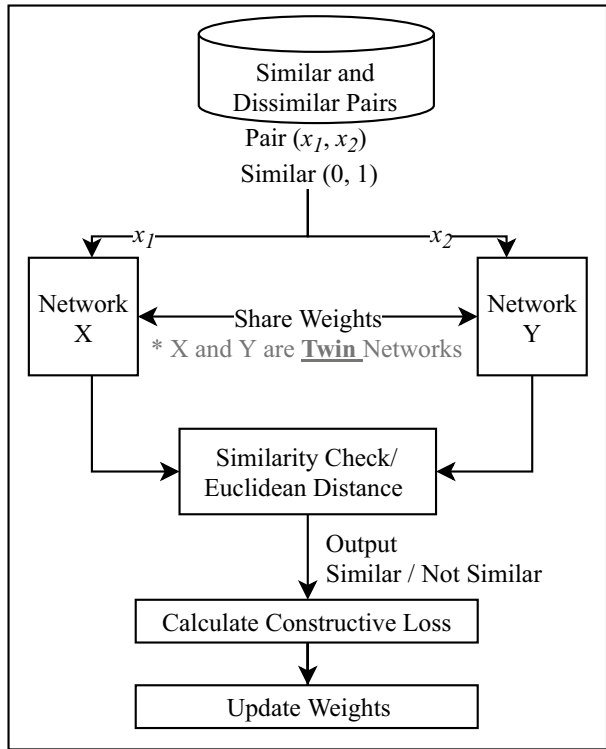 Similar and
Dissimilar Pairs
Pair (x1, x2)
Similar (0, 1)
x1
x2
Network
X
Network
Y
Share Weights
* X and Y are Twin Networks
Similarity Check/
Euclidean Distance
Output
Similar / Not Similar
Calculate Constructive Loss
Update Weights